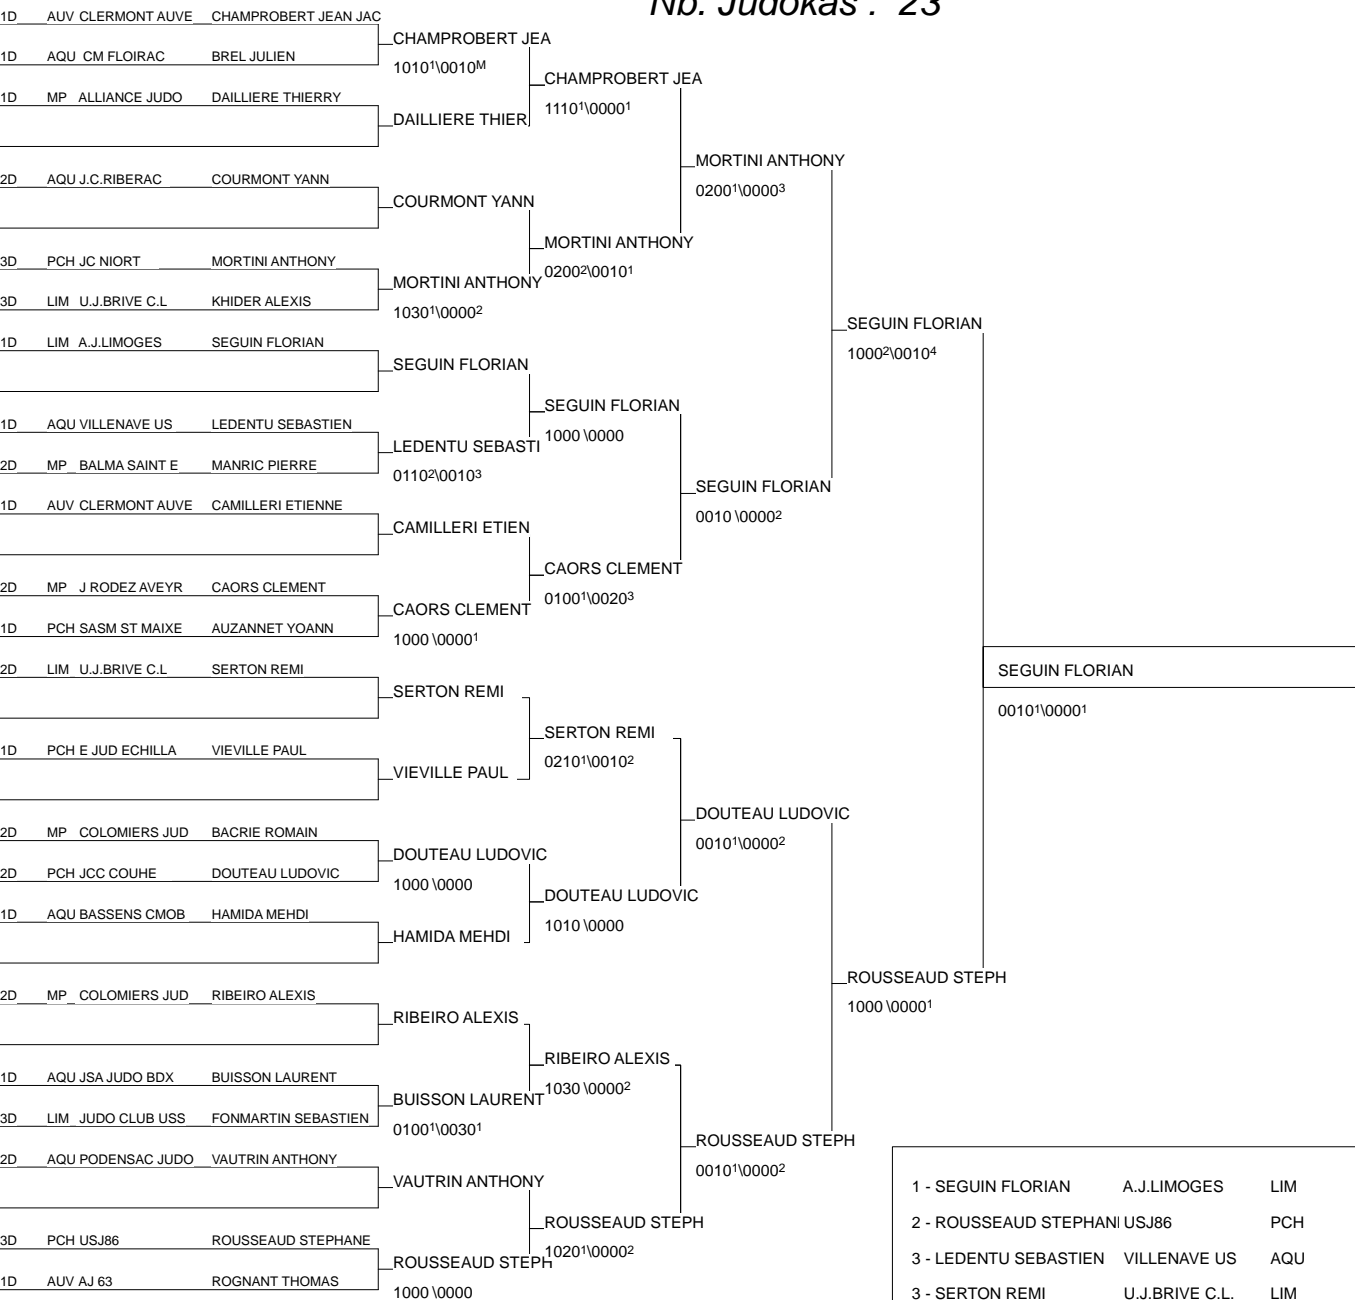 Nb. Judokas : 23
1D AUV CLERMONT AUVE CHAMPROBERT JEAN JAC
CHAMPROBERT JEA
1D AQU CM FLOIRAC BREL JULIEN
1010¹\0010ᴹ
CHAMPROBERT JEA
1D MP ALLIANCE JUDO DAILLIERE THIERRY
1110¹\0000¹
DAILLIERE THIER
MORTINI ANTHONY
2D AQU J.C.RIBERAC COURMONT YANN
0200¹\0000³
COURMONT YANN
MORTINI ANTHONY
3D PCH JC NIORT MORTINI ANTHONY
0200²\0010¹
MORTINI ANTHONY
3D LIM U.J.BRIVE C.L KHIDER ALEXIS
1030¹\0000²
SEGUIN FLORIAN
1D LIM A.J.LIMOGES SEGUIN FLORIAN
1000²\0010⁴
SEGUIN FLORIAN
SEGUIN FLORIAN
1D AQU VILLENAVE US LEDENTU SEBASTIEN
1000 \0000
LEDENTU SEBASTI
2D MP BALMA SAINT E MANRIC PIERRE
0110²\0010³
SEGUIN FLORIAN
1D AUV CLERMONT AUVE CAMILLERI ETIENNE
0010 \0000²
CAMILLERI ETIEN
CAORS CLEMENT
2D MP J RODEZ AVEYR CAORS CLEMENT
0100¹\0020³
CAORS CLEMENT
1D PCH SASM ST MAIXE AUZANNET YOANN
1000 \0000¹
2D LIM U.J.BRIVE C.L SERTON REMI
SEGUIN FLORIAN
SERTON REMI
0010¹\0000¹
SERTON REMI
1D PCH E JUD ECHILLA VIEVILLE PAUL
0210¹\0010²
VIEVILLE PAUL
DOUTEAU LUDOVIC
2D MP COLOMIERS JUD BACRIE ROMAIN
0010¹\0000²
DOUTEAU LUDOVIC
2D PCH JCC COUHE DOUTEAU LUDOVIC
1000 \0000
DOUTEAU LUDOVIC
1D AQU BASSENS CMOB HAMIDA MEHDI
1010 \0000
HAMIDA MEHDI
ROUSSEAUD STEPH
2D MP COLOMIERS JUD RIBEIRO ALEXIS
1000 \0000¹
RIBEIRO ALEXIS
RIBEIRO ALEXIS
1D AQU JSA JUDO BDX BUISSON LAURENT
1030 \0000²
BUISSON LAURENT
3D LIM JUDO CLUB USS FONMARTIN SEBASTIEN
0100¹\0030¹
ROUSSEAUD STEPH
2D AQU PODENSAC JUDO VAUTRIN ANTHONY
0010¹\0000²
VAUTRIN ANTHONY
1 - SEGUIN FLORIAN A.J.LIMOGES LIM
ROUSSEAUD STEPH
2 - ROUSSEAUD STEPHANI USJ86 PCH
3D PCH USJ86 ROUSSEAUD STEPHANE
1020¹\0000²
3 - LEDENTU SEBASTIEN VILLENAVE US AQU
ROUSSEAUD STEPH
1D AUV AJ 63 ROGNANT THOMAS
1000 \0000
3 - SERTON REMI U.J.BRIVE C.L. LIM